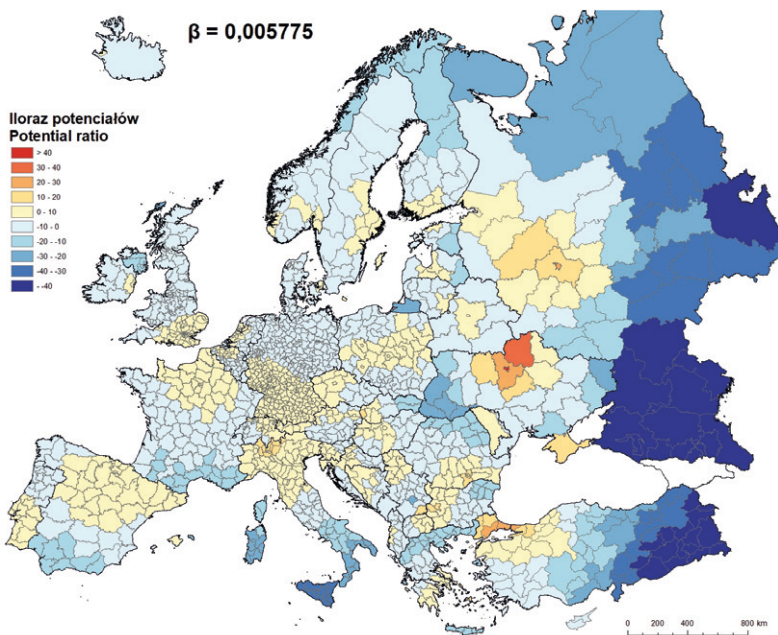 β = 0,005775
Iloraz potenciałów
Potential ratio
> 40
30 - 40
20 - 30
10 - 20
0 - 10
-10 - 0
-20 - -10
-30 - -20
-40 - -30
- -40
0 200 400 800 km